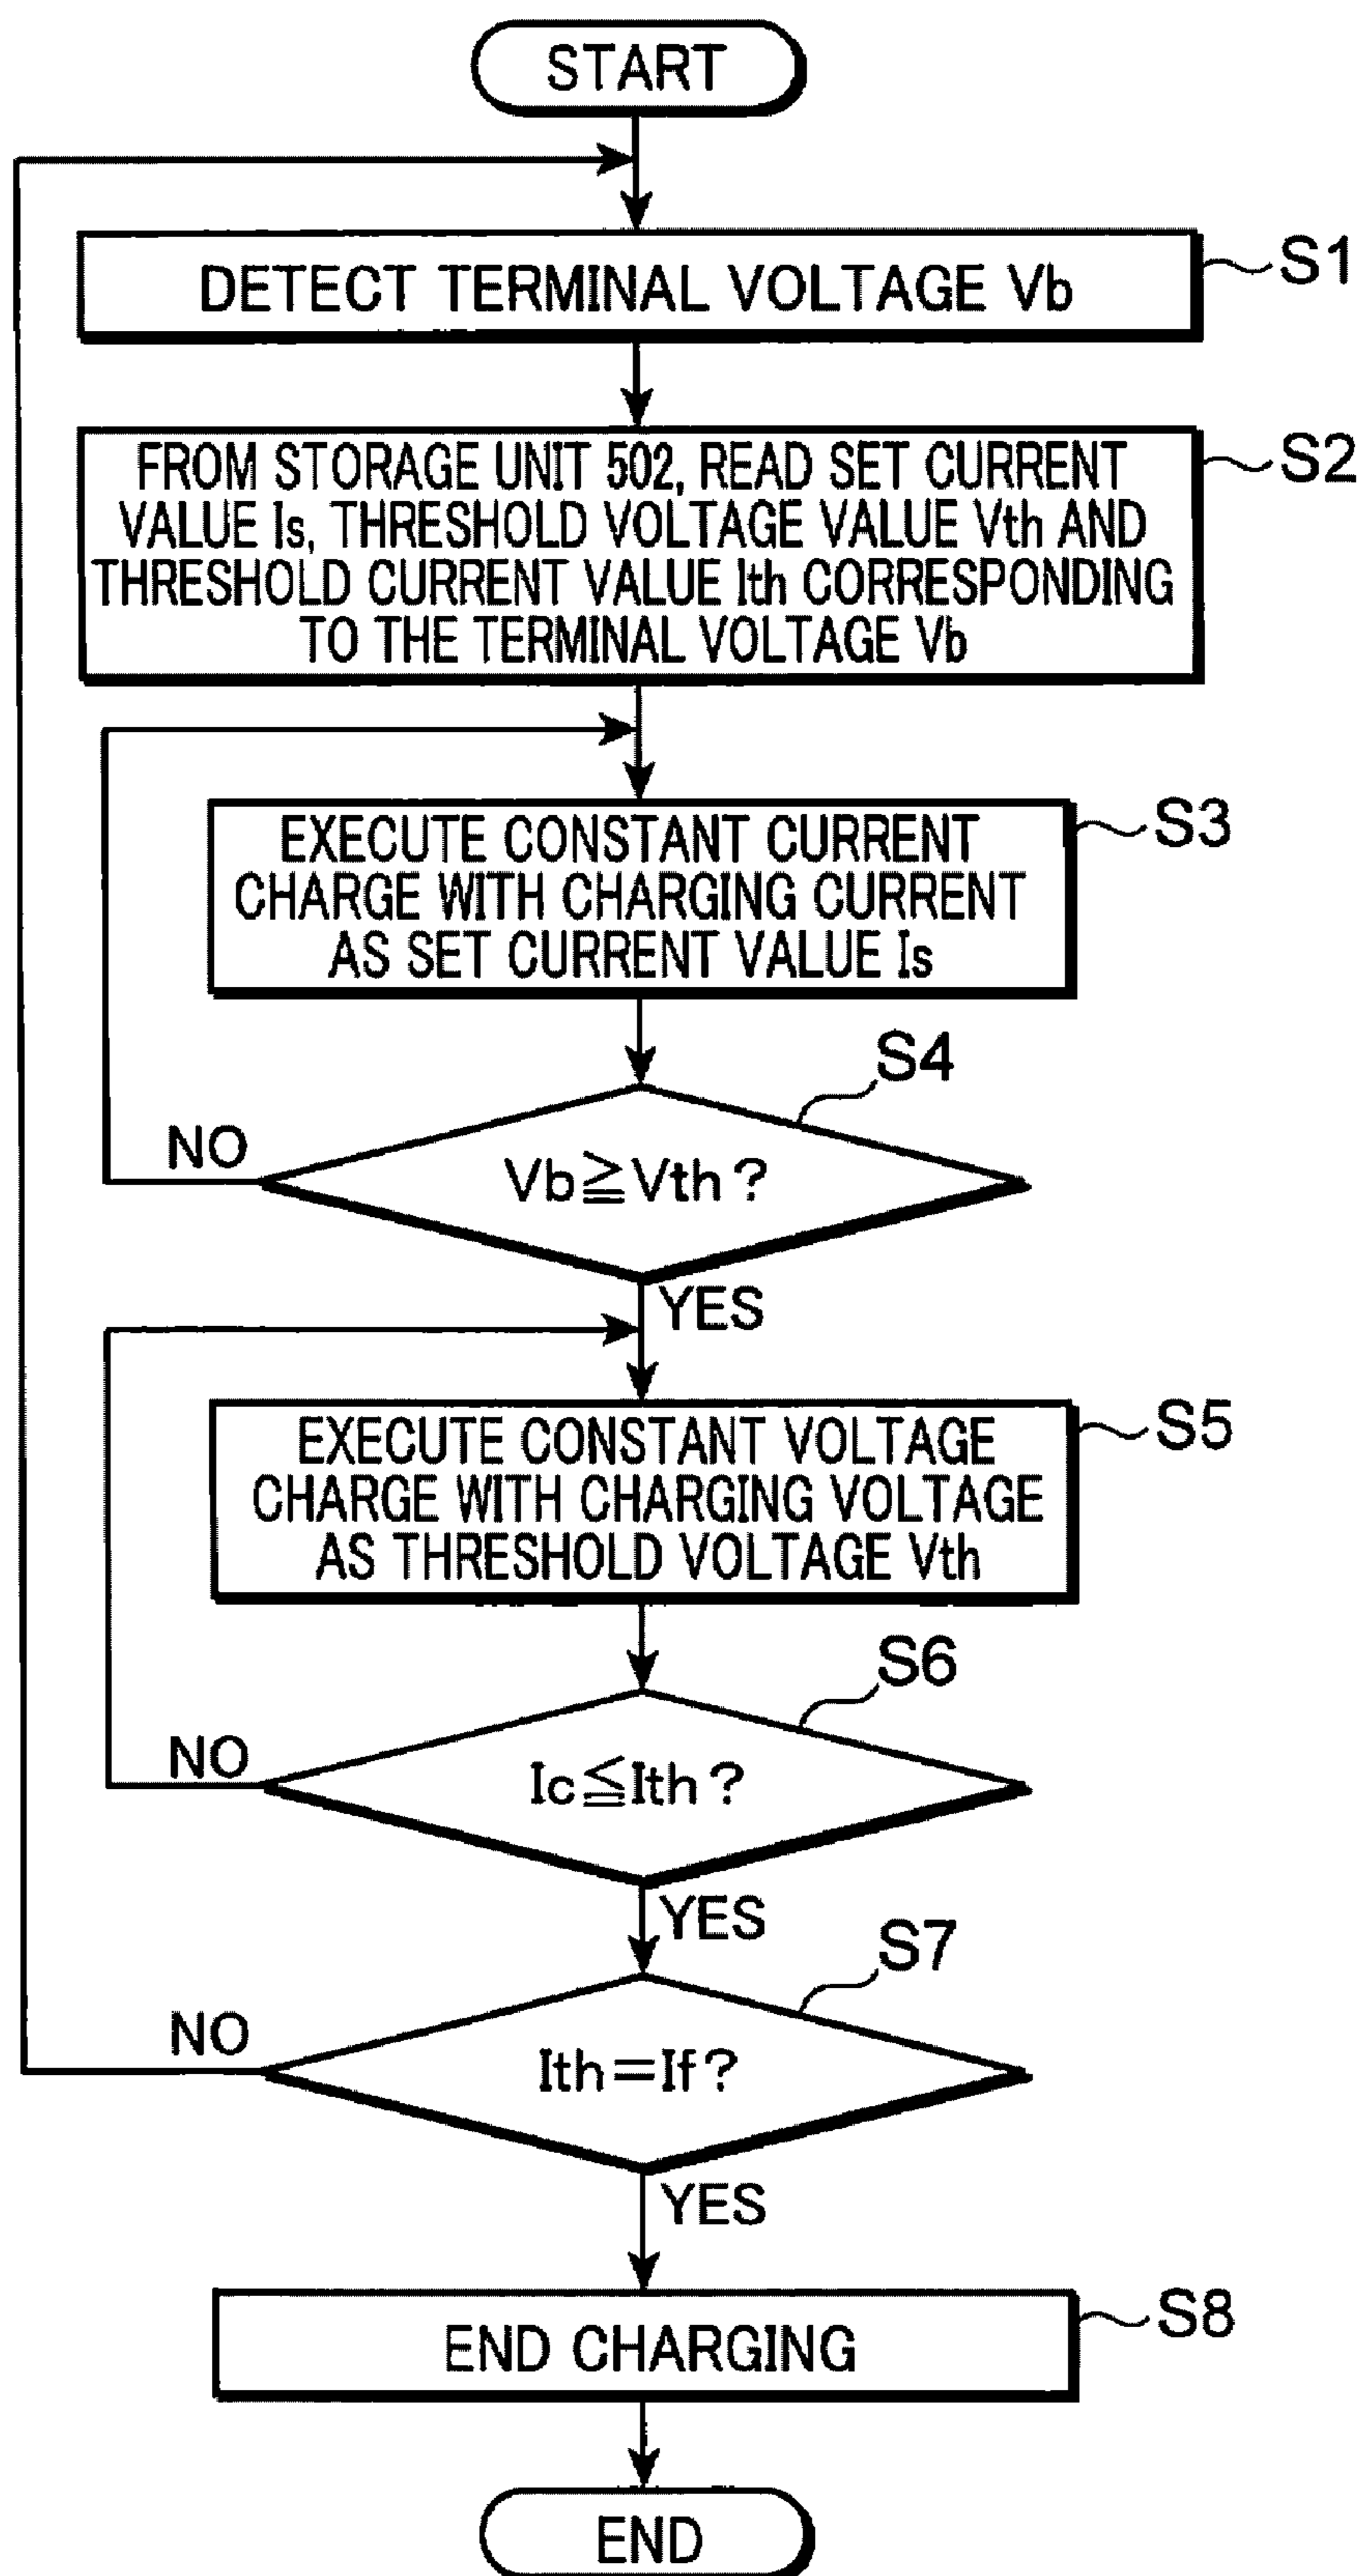 START
DETECT TERMINAL VOLTAGE Vb
S1
FROM STORAGE UNIT 502, READ SET CURRENT
VALUE Is, THRESHOLD VOLTAGE VALUE Vth AND
THRESHOLD CURRENT VALUE Ith CORRESPONDING
TO THE TERMINAL VOLTAGE Vb
S2
EXECUTE CONSTANT CURRENT
CHARGE WITH CHARGING CURRENT
AS SET CURRENT VALUE Is
S3
S4
Vb≧Vth?
NO
YES
EXECUTE CONSTANT VOLTAGE
CHARGE WITH CHARGING VOLTAGE
AS THRESHOLD VOLTAGE Vth
S5
S6
Ic≦Ith?
NO
YES
S7
Ith=If?
NO
YES
END CHARGING
S8
END